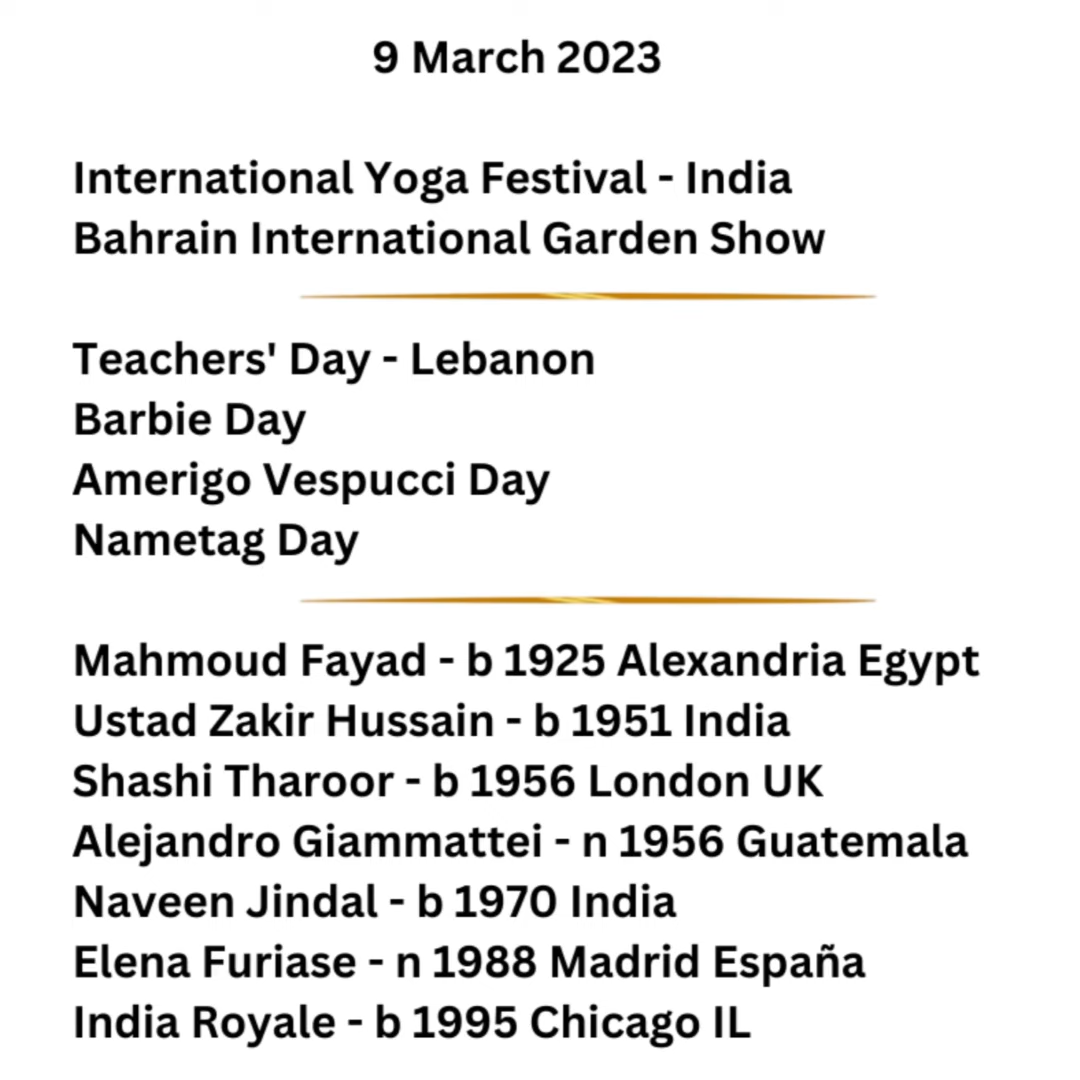 9 March 2023
International Yoga Festival - India
Bahrain International Garden Show
Teachers' Day - Lebanon
Barbie Day
Amerigo Vespucci Day
Nametag Day
Mahmoud Fayad - b 1925 Alexandria Egypt
Ustad Zakir Hussain - b 1951 India
Shashi Tharoor - b 1956 London UK
Alejandro Giammattei - n 1956 Guatemala
Naveen Jindal - b 1970 India
Elena Furiase - n 1988 Madrid España
India Royale - b 1995 Chicago IL